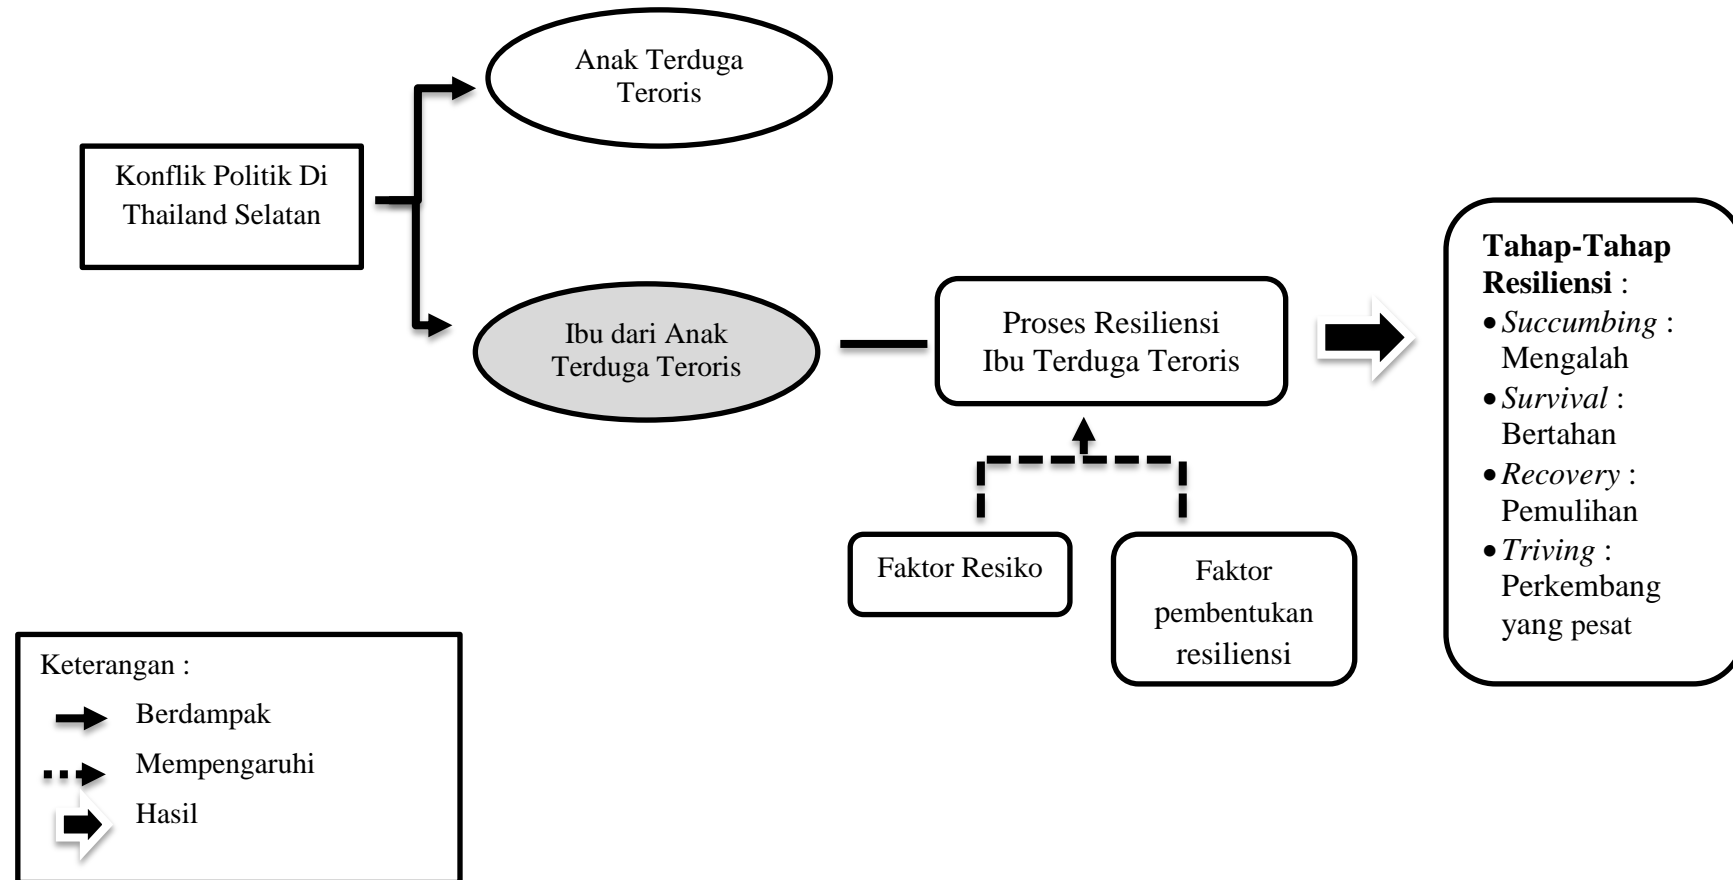 Anak Terduga
Teroris
Konflik Politik Di
Thailand Selatan
Ibu dari Anak
Terduga Teroris
Proses Resiliensi
Ibu Terduga Teroris
Faktor Resiko
Faktor
pembentukan
resiliensi
Tahap-Tahap
Resiliensi :
• Succumbing :
Mengalah
• Survival :
Bertahan
• Recovery :
Pemulihan
• Triving :
Perkembang
yang pesat
Keterangan :
Berdampak
Mempengaruhi
Hasil